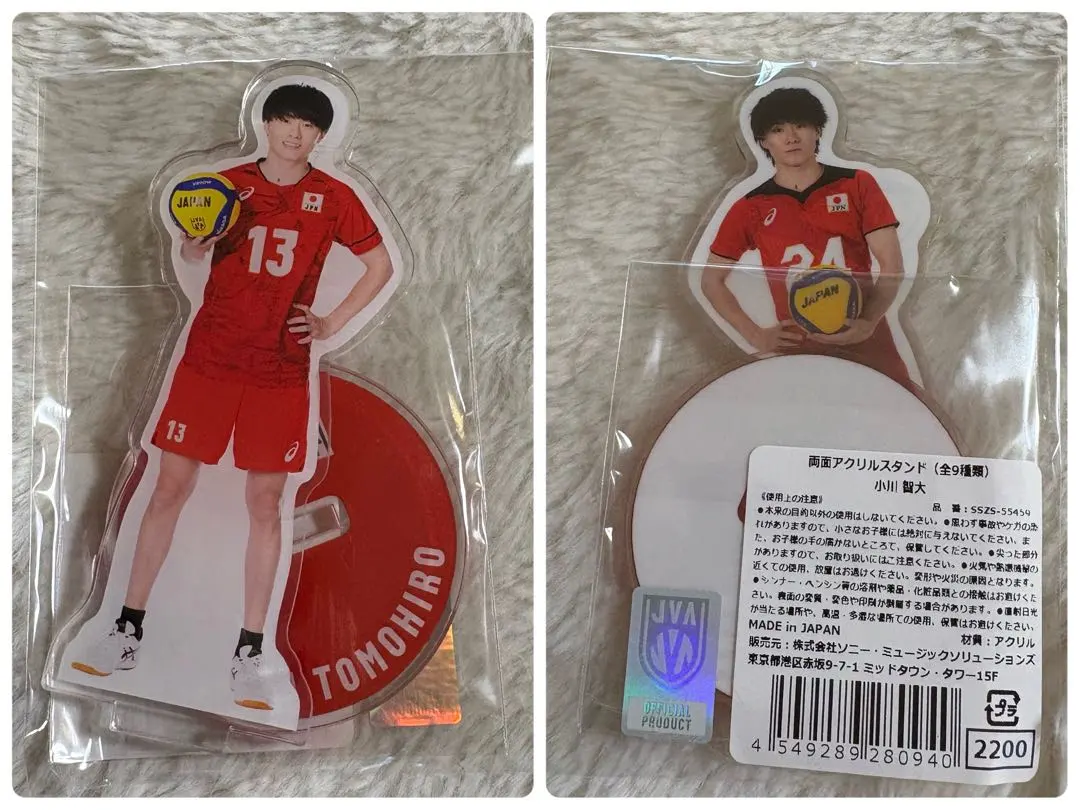 JAPAN
JPN
13
13
TOMOHIRO
JPN
24
JAPAN
両面アクリルスタンド（全9種類）
小川 智大
《使用上の注意》
品 番：SSZS-55454
●本来の目的以外の使用はしないでください。●思わず事故やケガの恐
れがありますので、小さなお子様には絶対に与えないでください。ま
た、お子様の手の届かないところで、保管してください。●尖った部分
がありますので、お取り扱いにはご注意ください。●火気や熱源機器の
近くでの使用、放置はお避けください。変形や火災の原因となります。
●シンナー・ベンジン等の溶剤や薬品・化粧品類との接触はお避けくだ
さい。表面の変質・変色や印刷が剝離する場合があります。●直射日光
が当たる場所や、高温・多湿な場所での使用、保管はお避けください。
MADE in JAPAN
材質：アクリル
販売元：株式会社ソニー・ミュージックソリューションズ
東京都港区赤坂9-7-1 ミッドタウン・タワー15F
JVA
OFFICIAL
PRODUCT
プラ
4 549289 280940
2200